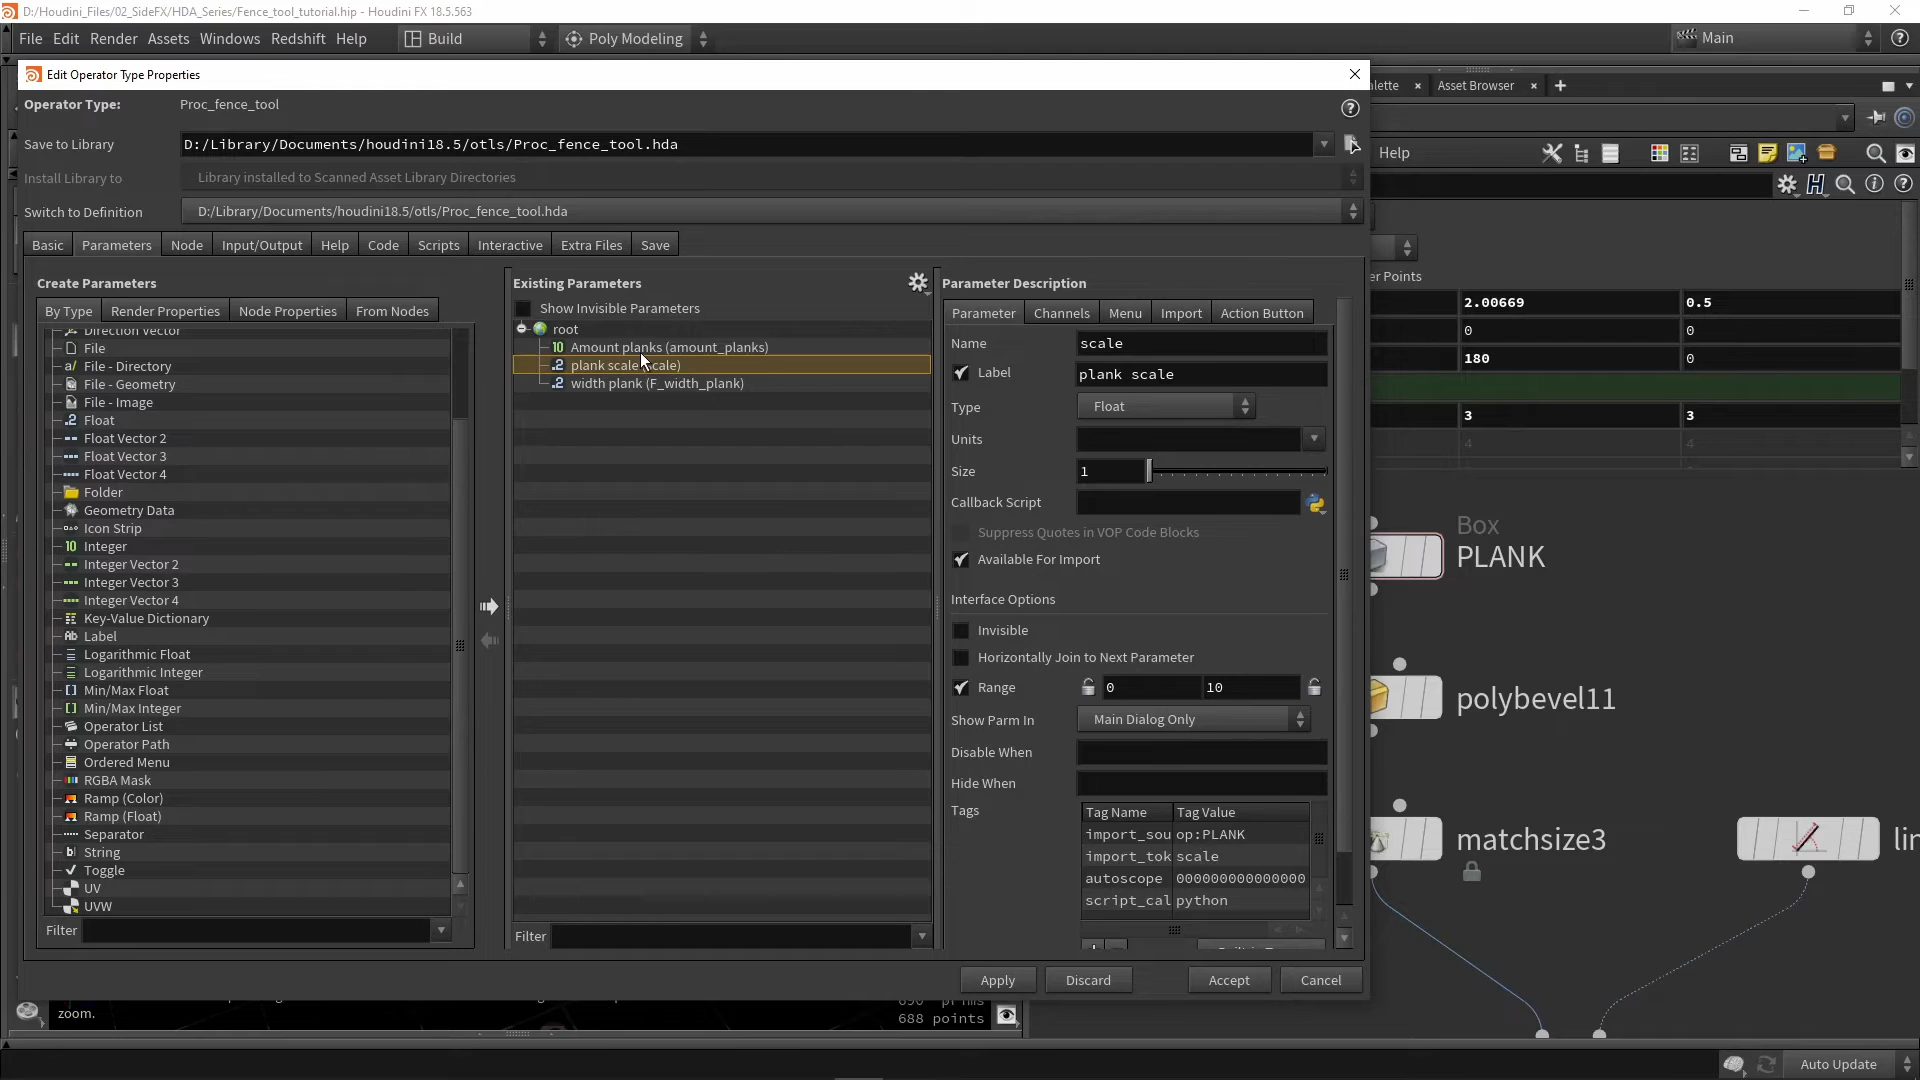 D:/Houdini_Files/02_SideFX/HDA_Series/Fence_tool_tutorial.hip - Houdini FX 18.5.563
File Edit Render Assets Windows Redshift Help Build Poly Modeling Main
Edit Operator Type Properties
Asset Browser
Operator Type: Proc_fence_tool
Save to Library D:/Library/Documents/houdini18.5/otls/Proc_fence_tool.hda
Help
Install Library to Library installed to Scanned Asset Library Directories
Switch to Definition D:/Library/Documents/houdini18.5/otls/Proc_fence_tool.hda
Basic Parameters Node Input/Output Help Code Scripts Interactive Extra Files Save
Create Parameters
By Type Render Properties Node Properties From Nodes
Direction Vector
File
File - Directory
File - Geometry
File - Image
Float
Float Vector 2
Float Vector 3
Float Vector 4
Folder
Geometry Data
Icon Strip
Integer
Integer Vector 2
Integer Vector 3
Integer Vector 4
Key-Value Dictionary
Label
Logarithmic Float
Logarithmic Integer
Min/Max Float
Min/Max Integer
Operator List
Operator Path
Ordered Menu
RGBA Mask
Ramp (Color)
Ramp (Float)
Separator
String
Toggle
UV
UVW
Filter
Existing Parameters
Show Invisible Parameters
root
Amount planks (amount_planks)
plank scale
width plank (F_width_plank)
Filter
Parameter Description
Parameter Channels Menu Import Action Button
Name scale
Label plank scale
Type Float
Units
Size 1
Callback Script
Suppress Quotes in VOP Code Blocks
Available For Import
Interface Options
Invisible
Horizontally Join to Next Parameter
Range 0 10
Show Parm In Main Dialog Only
Disable When
Hide When
Tags
Tag Name Tag Value
import_sou op:PLANK
import_tok scale
autoscope 000000000000000
script_cal python
Apply Discard Accept Cancel
Points
2.00669 0.5
0 0
180 0
3 3
4 4
Box
PLANK
polybevel11
matchsize3
lin
zoom.
688 points
Auto Update